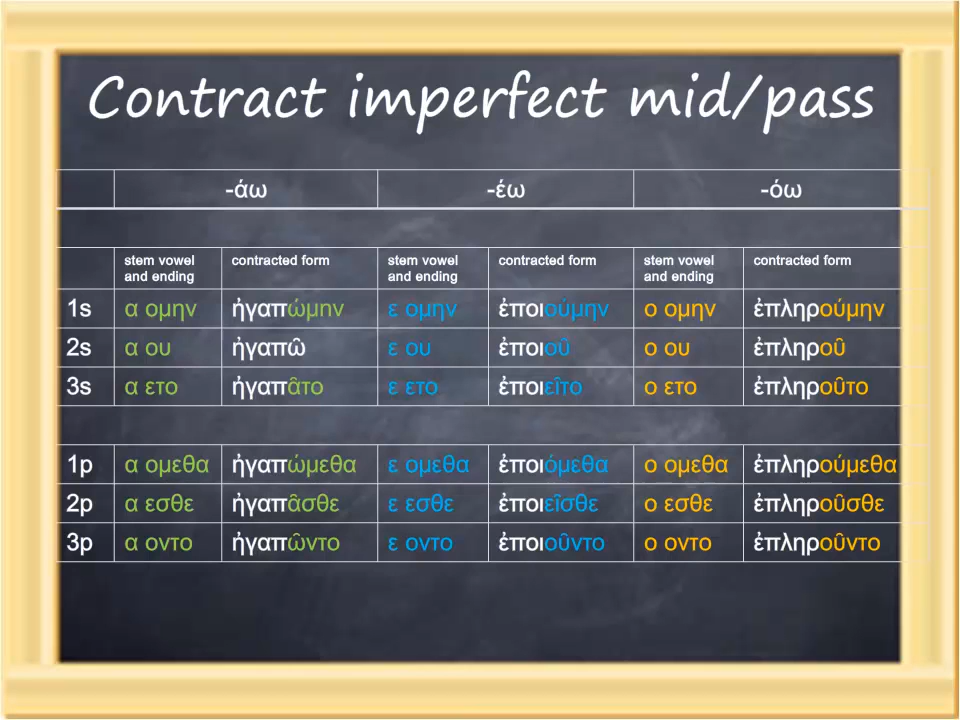 Contract imperfect mid/pass
-άω -έω -όω
stem vowel and ending contracted form stem vowel and ending contracted form stem vowel and ending contracted form
1s α ομην ἠγαπώμην ε ομην ἐποιούμην ο ομην ἐπληρούμην
2s α ου ἠγαπῶ ε ου ἐποιοῦ ο ου ἐπληροῦ
3s α ετο ἠγαπᾶτο ε ετο ἐποιεῖτο ο ετο ἐπληροῦτο
1p α ομεθα ἠγαπώμεθα ε ομεθα ἐποιόμεθα ο ομεθα ἐπληρούμεθα
2p α εσθε ἠγαπᾶσθε ε εσθε ἐποιεῖσθε ο εσθε ἐπληροῦσθε
3p α οντο ἠγαπῶντο ε οντο ἐποιοῦντο ο οντο ἐπληροῦντο